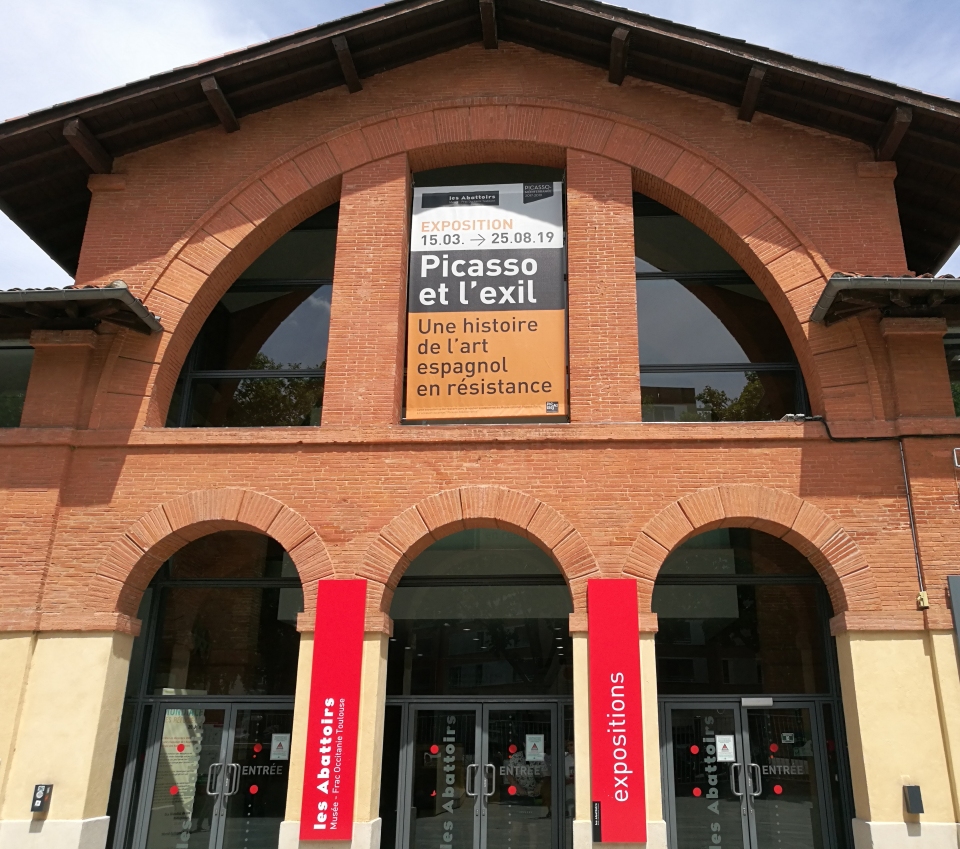 les Abattoirs
PICASSO
EXPOSITION
15.03. → 25.08.19
Picasso
et l'exil
Une histoire
de l'art
espagnol
en résistance
les Abattoirs
Musée - Frac Occitanie Toulouse
expositions
ENTRÉE
les Abattoirs
ENTRÉE
les Abattoirs
ENTRÉE